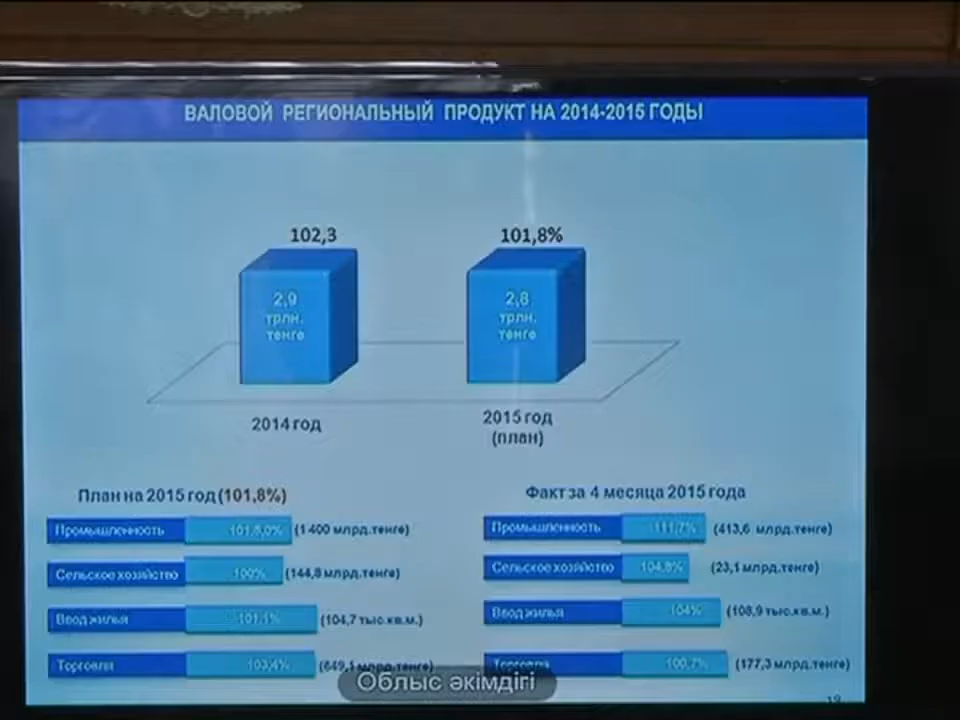 ВАЛОВОЙ РЕГИОНАЛЬНЫЙ ПРОДУКТ НА 2014-2015 ГОДЫ
102,3
101,8%
2,9
трлн.
тенге
2,8
трлн.
тенге
2014 год
2015 год
(план)
План на 2015 год (101,8%)
Промышленность (1 400 млрд.тенге)
Сельское хозяйство 100% (144,8 млрд.тенге)
Ввод жилья 101,1% (104,7 тыс.кв.м.)
Торговля 103,4% (649,1 млрд.тенге)
Факт за 4 месяца 2015 года
Промышленность 111,7% (413,6 млрд.тенге)
Сельское хозяйство 104,8% (23,1 млрд.тенге)
Ввод жилья 104% (108,9 тыс.кв.м.)
Торговля 100,7% (177,3 млрд.тенге)
Облыс әкімдігі